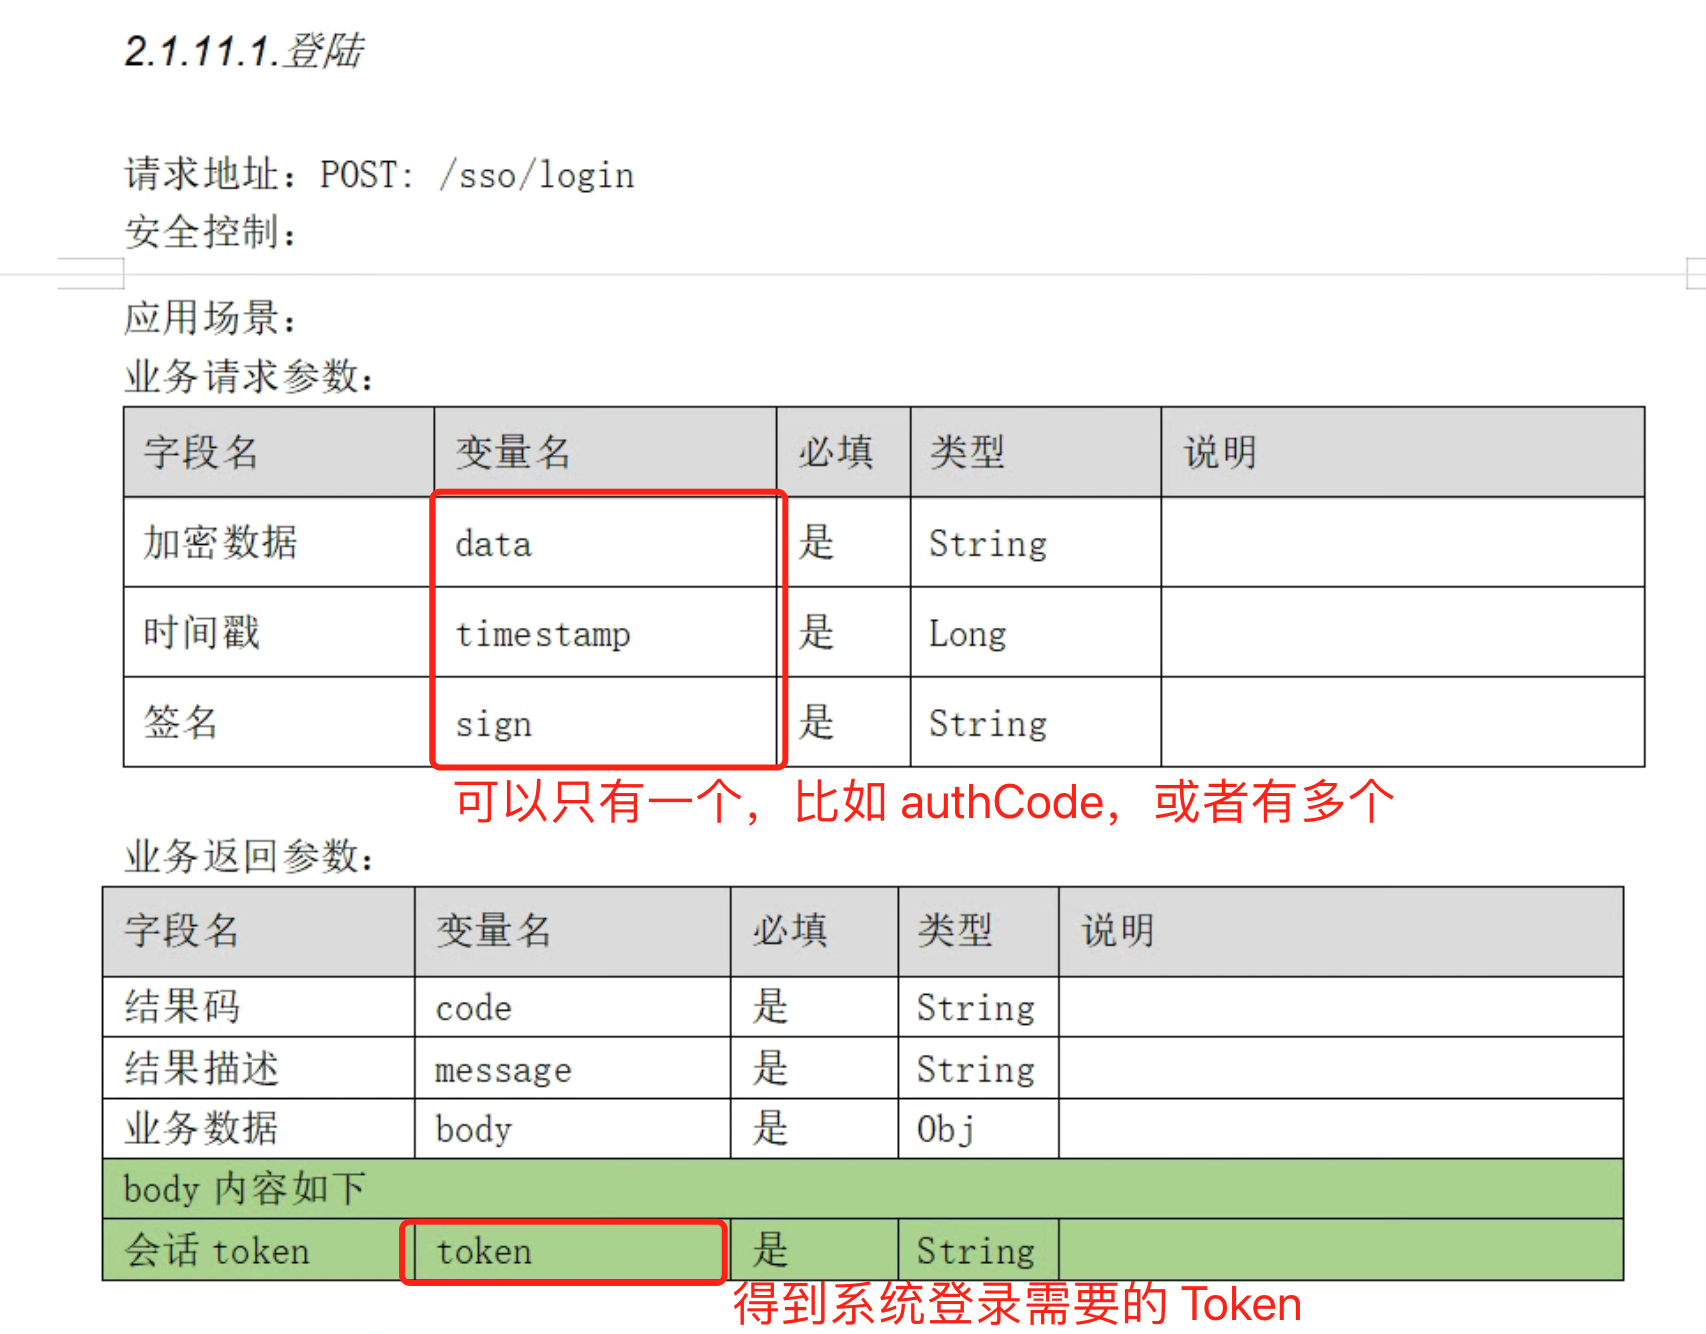 2.1.11.1.登陆
请求地址：POST: /sso/login
安全控制：
应用场景：
业务请求参数：
字段名 变量名 必填 类型 说明
加密数据 data 是 String
时间戳 timestamp 是 Long
签名 sign 是 String
可以只有一个，比如 authCode，或者有多个
业务返回参数：
字段名 变量名 必填 类型 说明
结果码 code 是 String
结果描述 message 是 String
业务数据 body 是 Obj
body 内容如下
会话 token token 是 String
得到系统登录需要的 Token